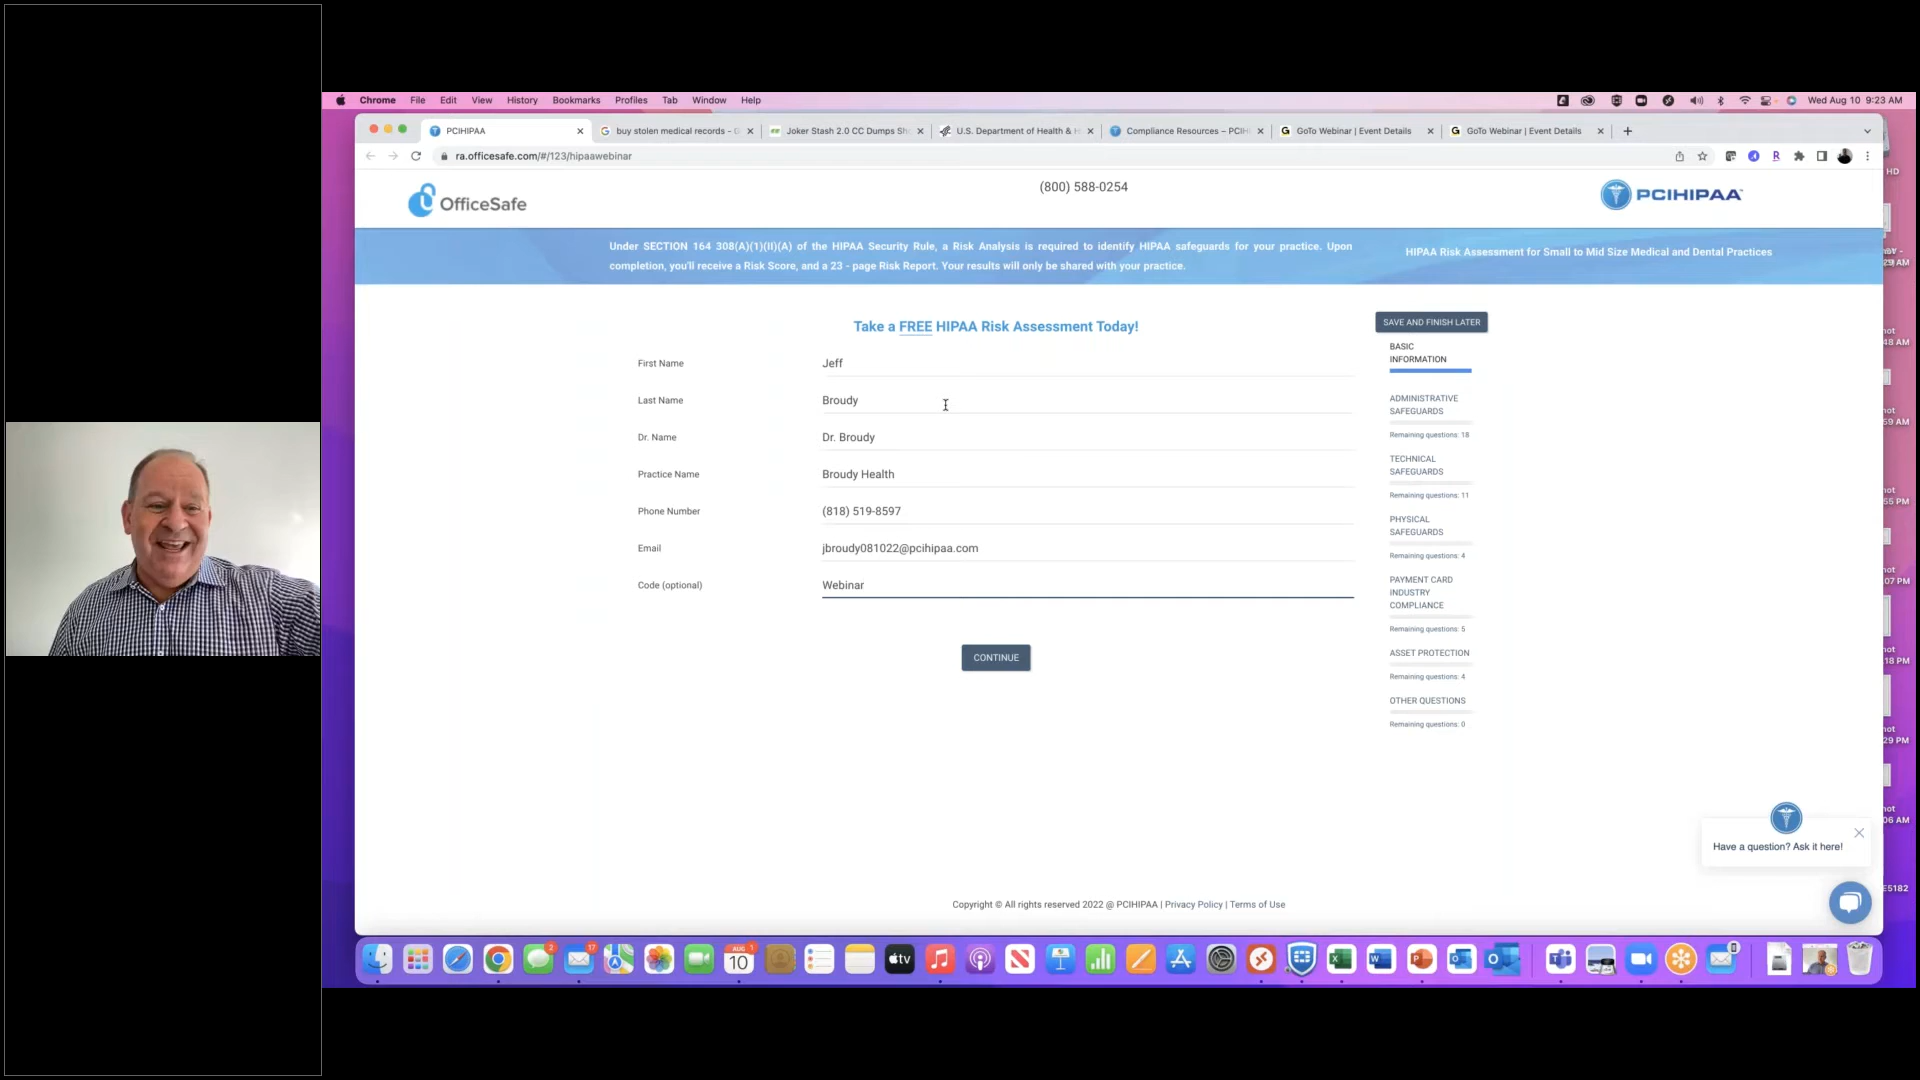 Chrome File Edit View History Bookmarks Profiles Tab Window Help
Wed Aug 10 9:23 AM
PCIHIPAA
buy stolen medical records -
Joker Stash 2.0 CC Dumps Sh
U.S. Department of Health &
Compliance Resources – PCIH
GoTo Webinar | Event Details
GoTo Webinar | Event Details
ra.officesafe.com/#/123/hipaawebinar
HD
OfficeSafe
(800) 588-0254
PCIHIPAA
Under SECTION 164 308(A)(1)(II)(A) of the HIPAA Security Rule, a Risk Analysis is required to identify HIPAA safeguards for your practice. Upon
completion, you'll receive a Risk Score, and a 23 - page Risk Report. Your results will only be shared with your practice.
HIPAA Risk Assessment for Small to Mid Size Medical and Dental Practices
Take a FREE HIPAA Risk Assessment Today!
First Name Jeff
Last Name Broudy
Dr. Name Dr. Broudy
Practice Name Broudy Health
Phone Number (818) 519-8597
Email jbroudy081022@pcihipaa.com
Code (optional) Webinar
CONTINUE
SAVE AND FINISH LATER
BASIC
INFORMATION
ADMINISTRATIVE
SAFEGUARDS
Remaining questions: 18
TECHNICAL
SAFEGUARDS
Remaining questions: 11
PHYSICAL
SAFEGUARDS
Remaining questions: 4
PAYMENT CARD
INDUSTRY
COMPLIANCE
Remaining questions: 5
ASSET PROTECTION
Remaining questions: 4
OTHER QUESTIONS
Remaining questions: 0
Have a question? Ask it here!
Copyright © All rights reserved 2022 @ PCIHIPAA | Privacy Policy | Terms of Use
2
17
AUG 1
10
tv